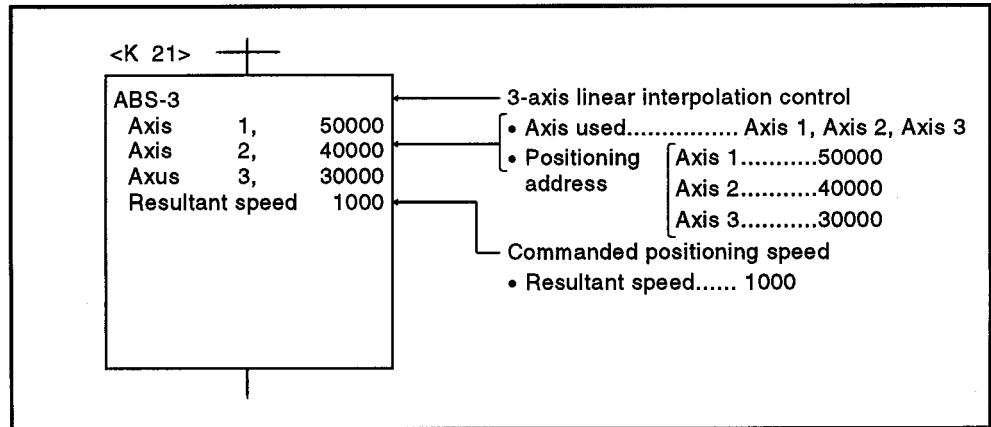 <K 21>
ABS-3
Axis 1, 50000
Axis 2, 40000
Axus 3, 30000
Resultant speed 1000
3-axis linear interpolation control
• Axis used................ Axis 1, Axis 2, Axis 3
• Positioning address
Axis 1...........50000
Axis 2...........40000
Axis 3...........30000
Commanded positioning speed
• Resultant speed...... 1000